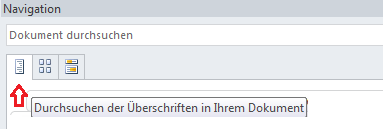 Navigation
Dokument durchsuchen
Durchsuchen der Überschriften in Ihrem Dokument